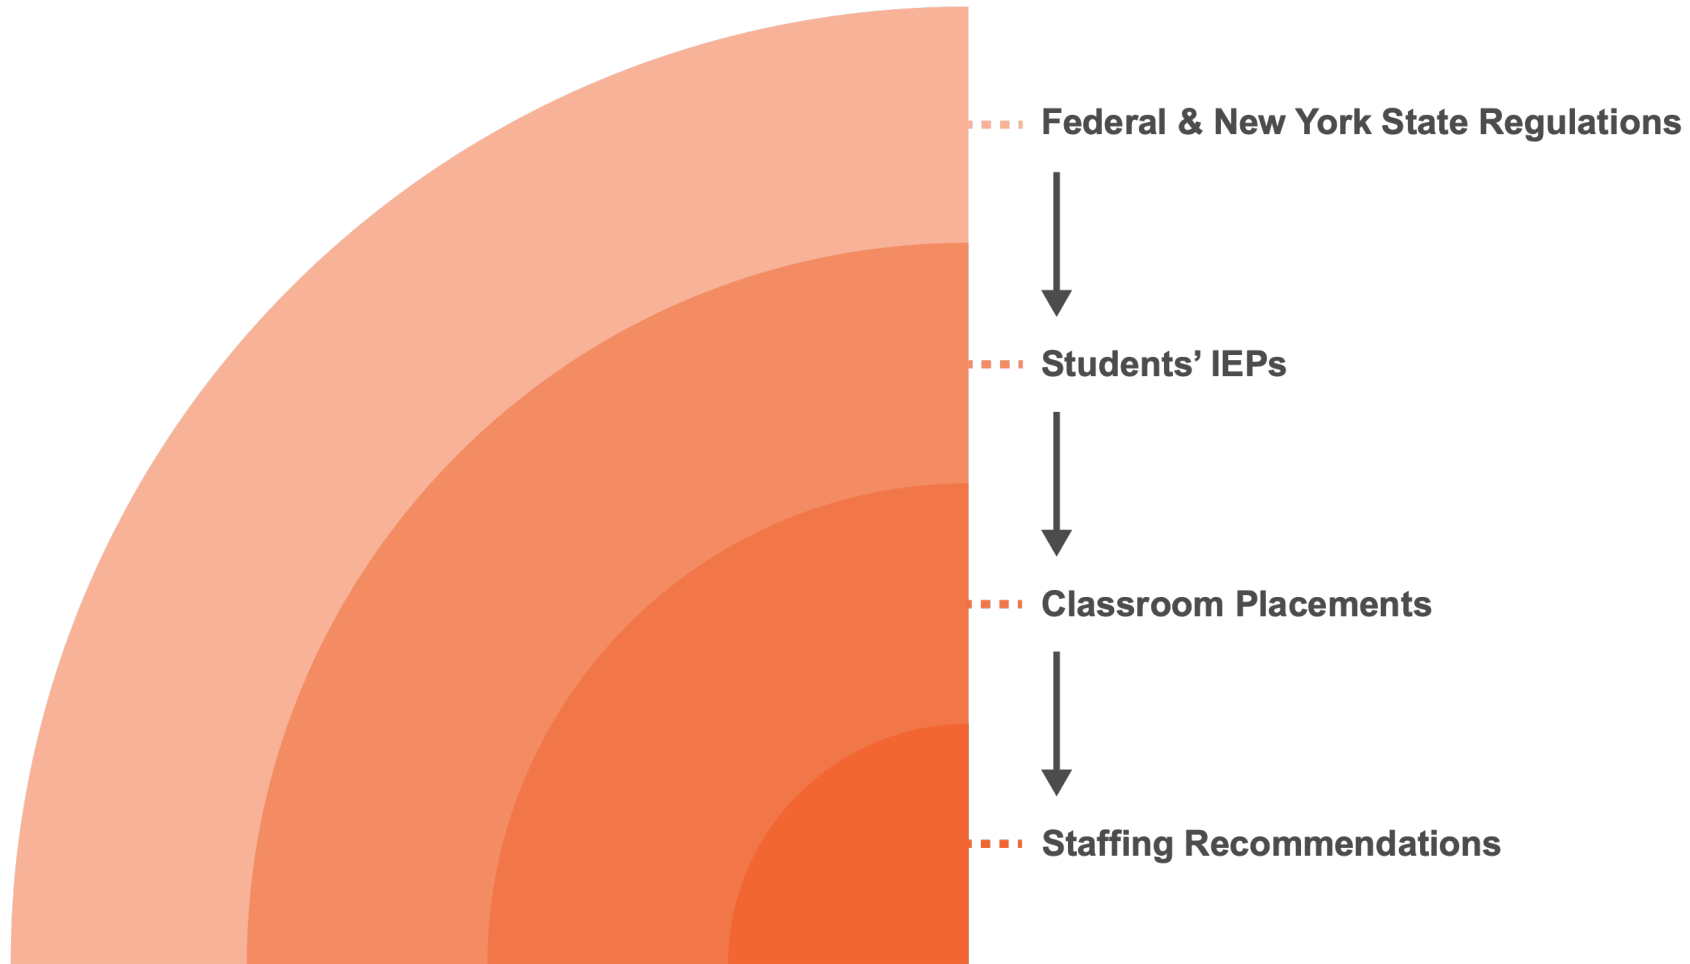 Federal & New York State Regulations
Students’ IEPs
Classroom Placements
Staffing Recommendations